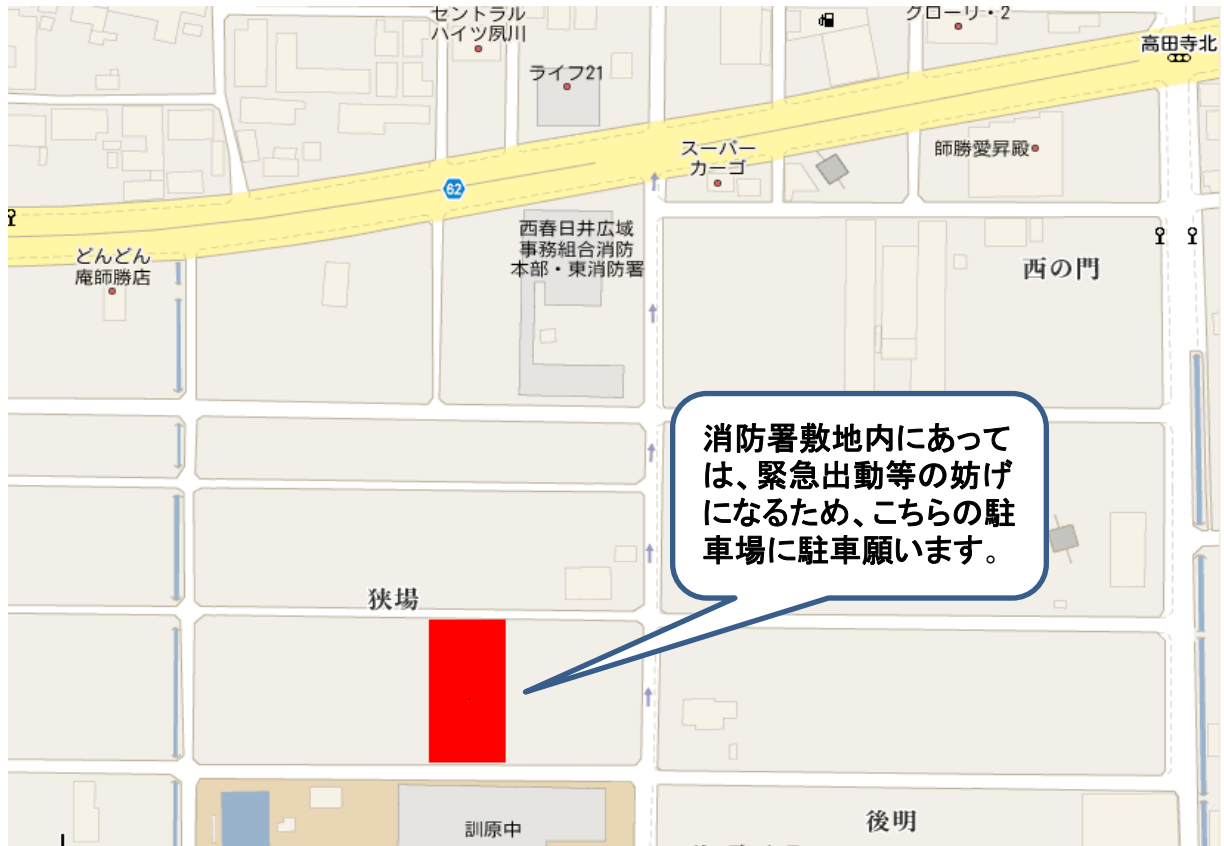 セントラル
ハイツ夙川
グローリ・2
高田寺北
ライフ21
スーパー
カーゴ
師勝愛昇殿
62
西春日井広域
事務組合消防
本部・東消防署
どんどん
庵師勝店
西の門
消防署敷地内にあって
は、緊急出動等の妨げ
になるため、こちらの駐
車場に駐車願います。
狭場
訓原中
後明